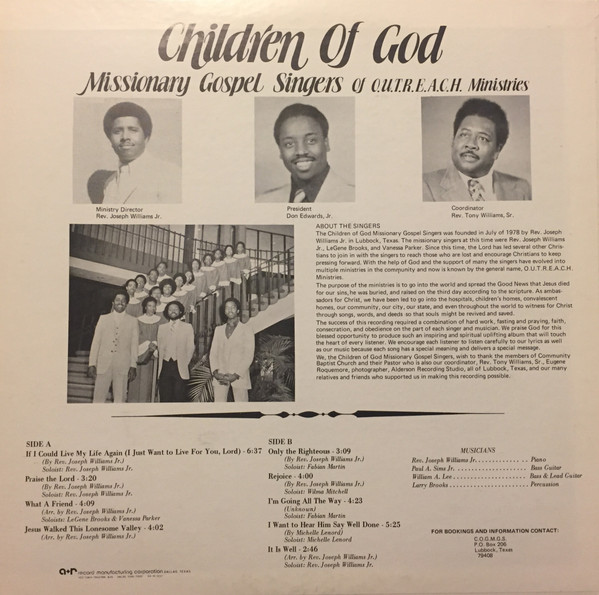 Children Of God
Missionary Gospel Singers Of O.U.T.R.E.A.C.H. Ministries
Ministry Director
Rev. Joseph Williams Jr.
President
Don Edwards, Jr.
Coordinator
Rev. Tony Williams, Sr.
ABOUT THE SINGERS
The Children of God Missionary Gospel Singers was founded in July of 1978 by Rev. Joseph
Williams Jr. in Lubbock, Texas. The missionary singers at this time were Rev. Joseph Williams
Jr., LeGene Brooks, and Vanessa Parker. Since this time, the Lord has led several other Chris-
tians to join in with the singers to reach those who are lost and encourage Christians to keep
pressing forward. With the help of God and the support of many the singers have evolved into
multiple ministries in the community and now is known by the general name, O.U.T.R.E.A.C.H.
Ministries.
The purpose of the ministries is to go into the world and spread the Good News that Jesus died
for our sins, he was buried, and raised on the third day according to the scripture. As ambas-
sadors for Christ, we have been led to go into the hospitals, children's homes, convalescent
homes, our community, our city, our state, and even throughout the world to witness for Christ
through songs, words, and deeds so that souls might be revived and saved.
The success of this recording required a combination of hard work, fasting and praying, faith,
consecration, and obedience on the part of each singer and musician. We praise God for this
blessed opportunity to produce such an inspiring and spiritual uplifting album that will touch
the heart of every listener. We encourage each listener to listen carefully to our lyrics as well
as our music because each song has a special meaning and delivers a special message.
We, the Children of God Missionary Gospel Singers, wish to thank the members of Community
Baptist Church and their Pastor who is also our coordinator, Rev. Tony Williams, Sr., Eugene
Roquemore, photographer, Alderson Recording Studio, all of Lubbock, Texas, and our many
relatives and friends who supported us in making this recording possible.
SIDE A
If I Could Live My Life Again (I Just Want to Live For You, Lord) - 6:37
(By Rev. Joseph Williams Jr.)
Soloist: Rev. Joseph Williams Jr.
Praise the Lord - 3:20
(By Rev. Joseph Williams Jr.)
Soloist: Rev. Joseph Williams Jr.
What A Friend - 4:09
(Arr. by Rev. Joseph Williams Jr.)
Soloists: LeGene Brooks & Vanessa Parker
Jesus Walked This Lonesome Valley - 4:02
(Arr. by Rev. Joseph Williams Jr.)
SIDE B
Only the Righteous - 3:09
(By Rev. Joseph Williams Jr.)
Soloist: Fabian Martin
Rejoice - 4:00
(By Rev. Joseph Williams Jr.)
Soloist: Wilma Mitchell
I'm Going All The Way - 4:23
(Unknown)
Soloist: Fabian Martin
I Want to Hear Him Say Well Done - 5:25
(By Michelle Lenord)
Soloist: Michelle Lenord
It Is Well - 2:46
(Arr. by Rev. Joseph Williams Jr.)
Soloist: Rev. Joseph Williams Jr.
MUSICIANS
Rev. Joseph Williams Jr. . . . . . . . . . . . . . . Piano
Paul A. Sims Jr. . . . . . . . . . . . . . . . . . Bass Guitar
William A. Lee . . . . . . . . . . . . . . Bass & Lead Guitar
Larry Brooks . . . . . . . . . . . . . . . . . . . Percussion
FOR BOOKINGS AND INFORMATION CONTACT:
C.O.G.M.G.S.
P.O. Box 206
Lubbock, Texas
79408
a+r record manufacturing corporation DALLAS, TEXAS